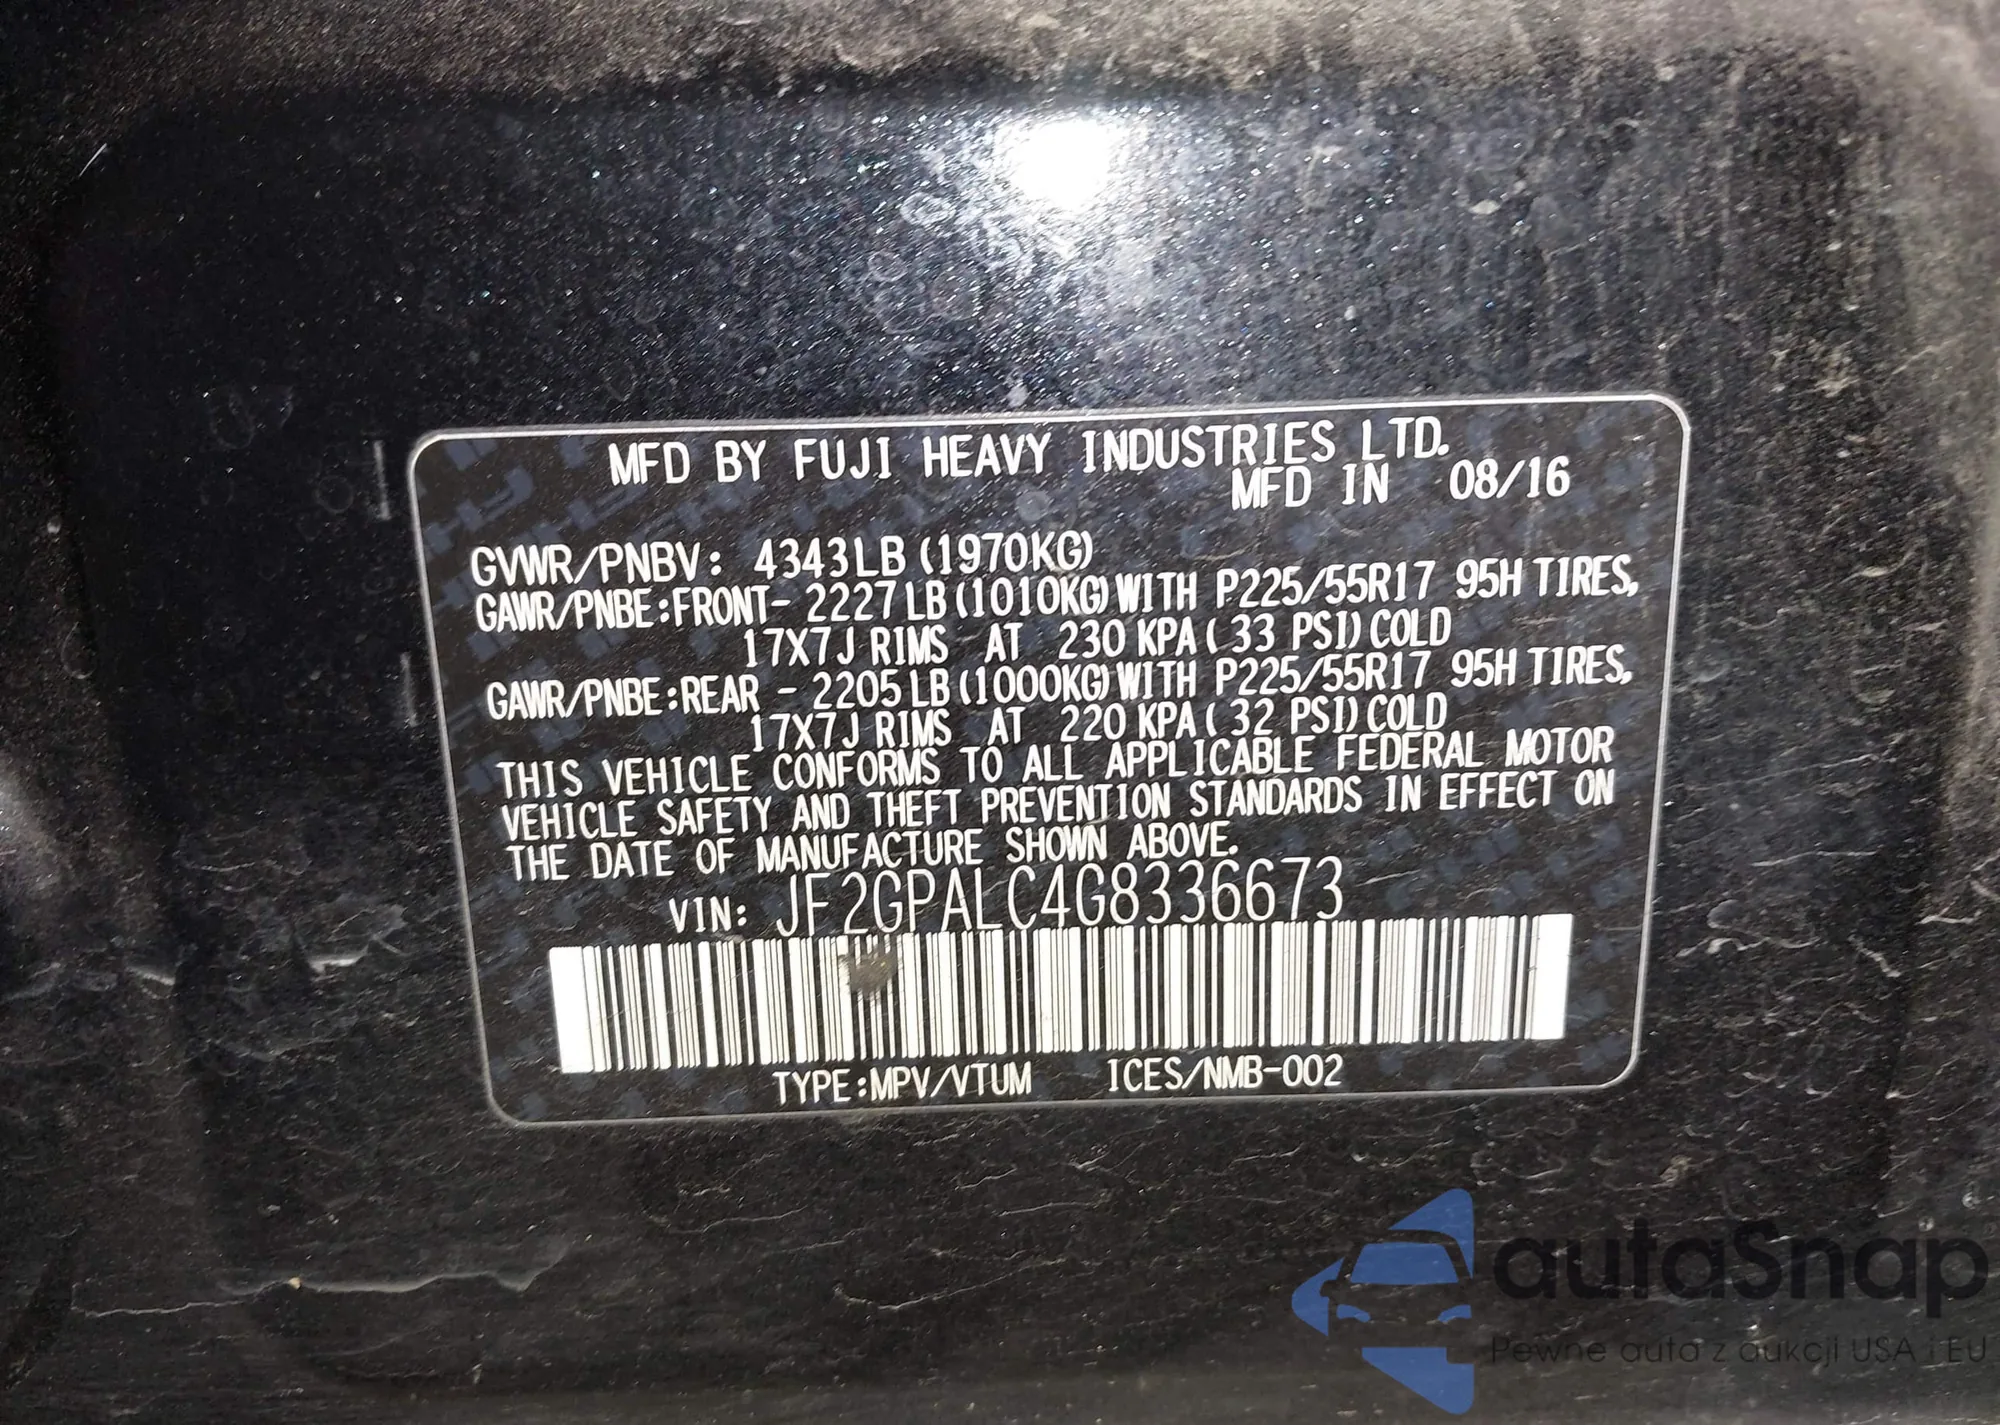 MFD BY FUJI HEAVY INDUSTRIES LTD.
MFD IN 08/16
GVWR/PNBV: 4343LB (1970KG)
GAWR/PNBE:FRONT- 2227LB (1010KG) WITH P225/55R17 95H TIRES,
17X7J RIMS AT 230 KPA ( 33 PSI) COLD
GAWR/PNBE:REAR - 2205LB (1000KG) WITH P225/55R17 95H TIRES,
17X7J RIMS AT 220 KPA ( 32 PSI) COLD
THIS VEHICLE CONFORMS TO ALL APPLICABLE FEDERAL MOTOR
VEHICLE SAFETY AND THEFT PREVENTION STANDARDS IN EFFECT ON
THE DATE OF MANUFACTURE SHOWN ABOVE.
VIN: JF2GPALC4G8336673
TYPE:MPV/VTUM ICES/NMB-002
autaSnap
Pewne auta z aukcji USA i EU